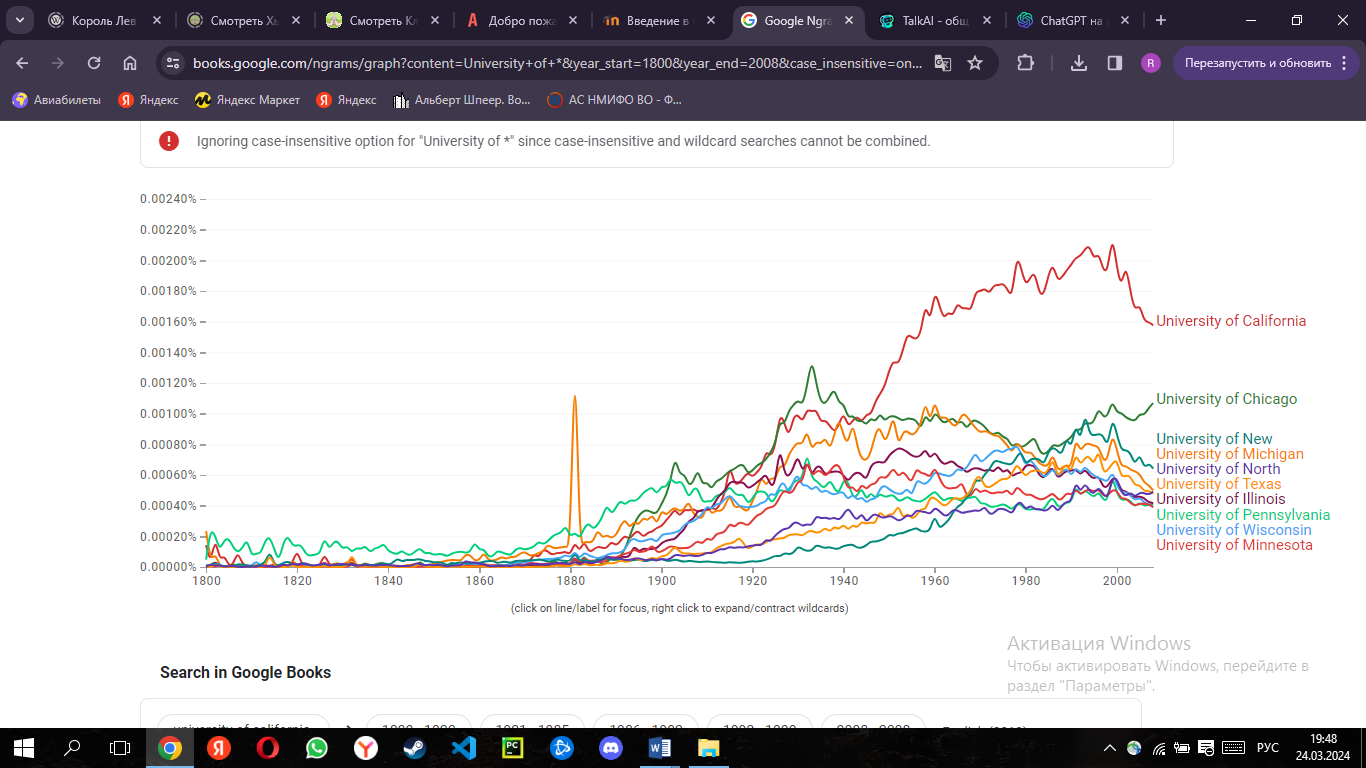 Король Лев
Смотреть Хь
Смотреть Кл
Добро пожа
Введение в
Google Ngra
TalkAI - общ
ChatGPT на
books.google.com/ngrams/graph?content=University+of+*&year_start=1800&year_end=2008&case_insensitive=on...
R
Перезапустить и обновить
Авиабилеты
Яндекс
Яндекс Маркет
Яндекс
Альберт Шпеер. Во...
АС НМИФО ВО - Ф...
Ignoring case-insensitive option for "University of *" since case-insensitive and wildcard searches cannot be combined.
0.00240%
0.00220%
0.00200%
0.00180%
0.00160%
0.00140%
0.00120%
0.00100%
0.00080%
0.00060%
0.00040%
0.00020%
0.00000%
1800 1820 1840 1860 1880 1900 1920 1940 1960 1980 2000
University of California
University of Chicago
University of New
University of Michigan
University of North
University of Texas
University of Illinois
University of Pennsylvania
University of Wisconsin
University of Minnesota
(click on line/label for focus, right click to expand/contract wildcards)
Активация Windows
Чтобы активировать Windows, перейдите в
раздел "Параметры".
Search in Google Books
university of california
РУС
19:48
24.03.2024